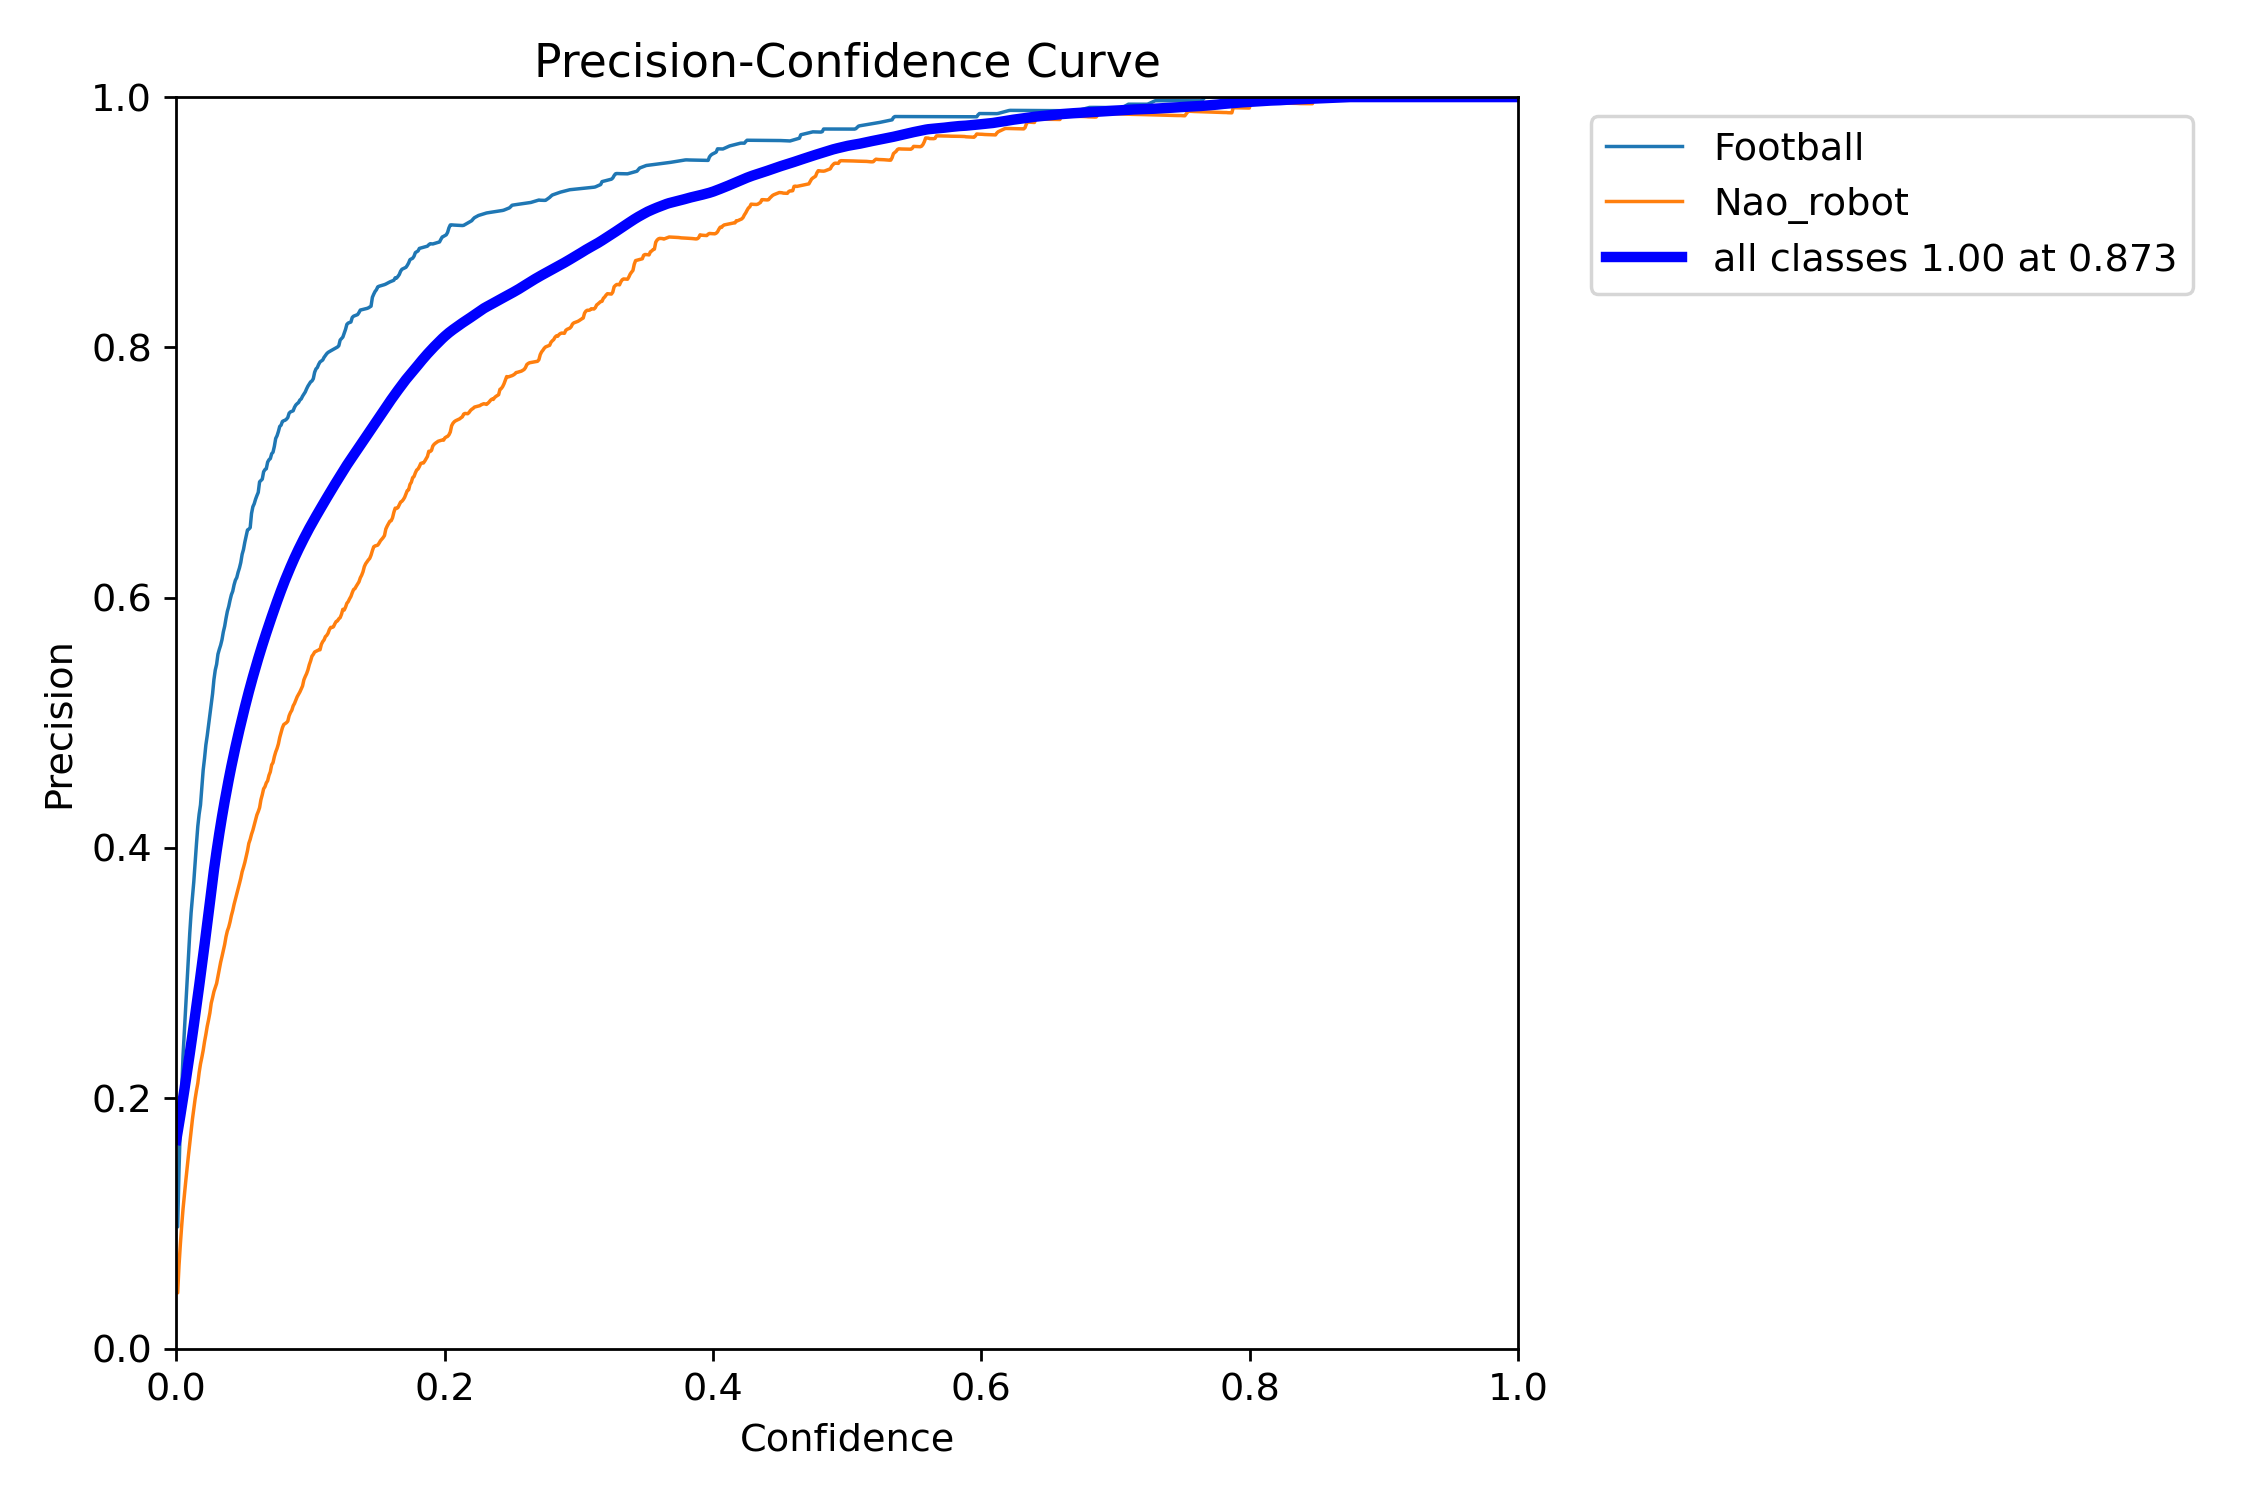 Precision-Confidence Curve
1.0
0.8
0.6
0.4
0.2
0.0
Precision
0.0 0.2 0.4 0.6 0.8 1.0
Confidence
Football
Nao_robot
all classes 1.00 at 0.873